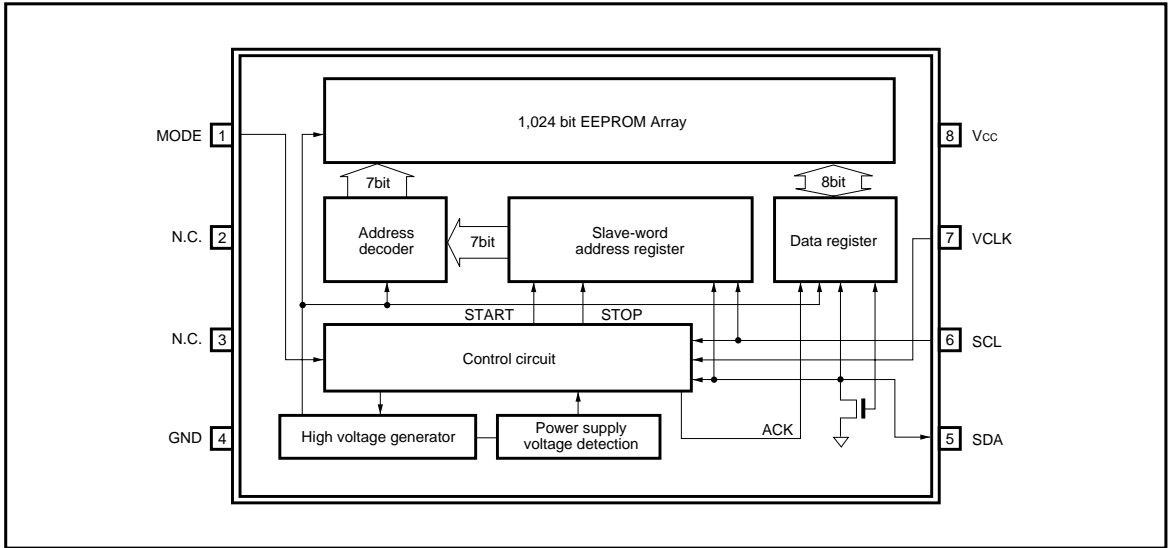 1,024 bit EEPROM Array
MODE 1
8 Vcc
7bit
8bit
N.C. 2
Address
decoder
7bit
Slave-word
address register
Data register
7 VCLK
START
STOP
N.C. 3
Control circuit
6 SCL
GND 4
High voltage generator
Power supply
voltage detection
ACK
5 SDA